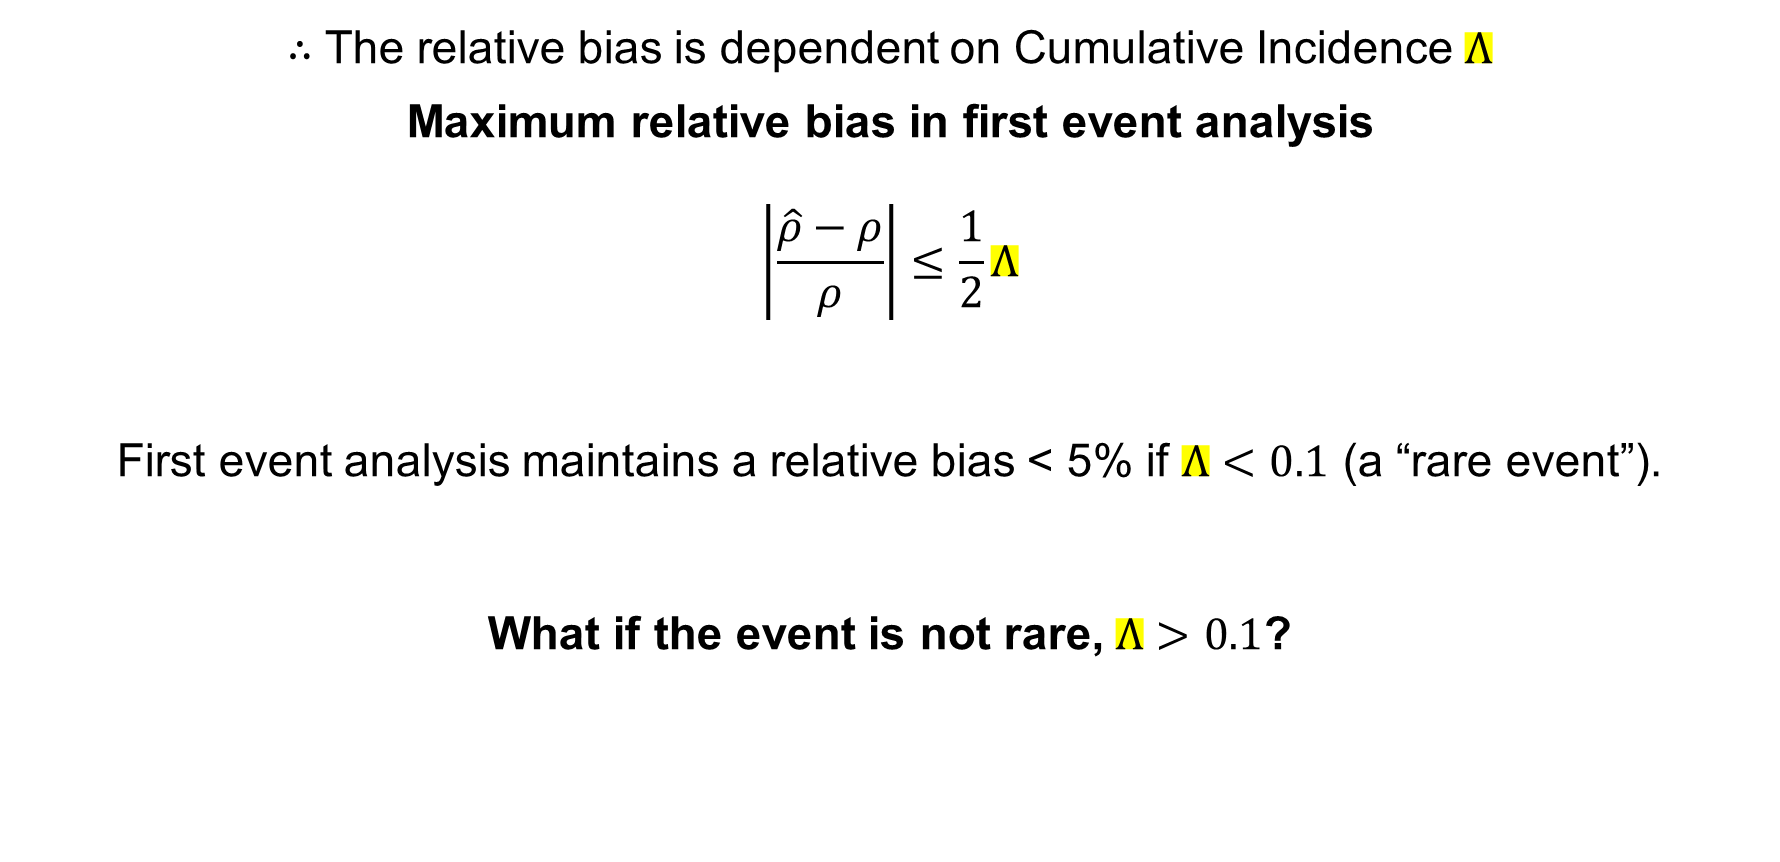 ∴ The relative bias is dependent on Cumulative Incidence Λ
Maximum relative bias in first event analysis
|(ρ̂ − ρ)/ρ| ≤ 1/2 Λ
First event analysis maintains a relative bias < 5% if Λ < 0.1 (a “rare event”).
What if the event is not rare, Λ > 0.1?